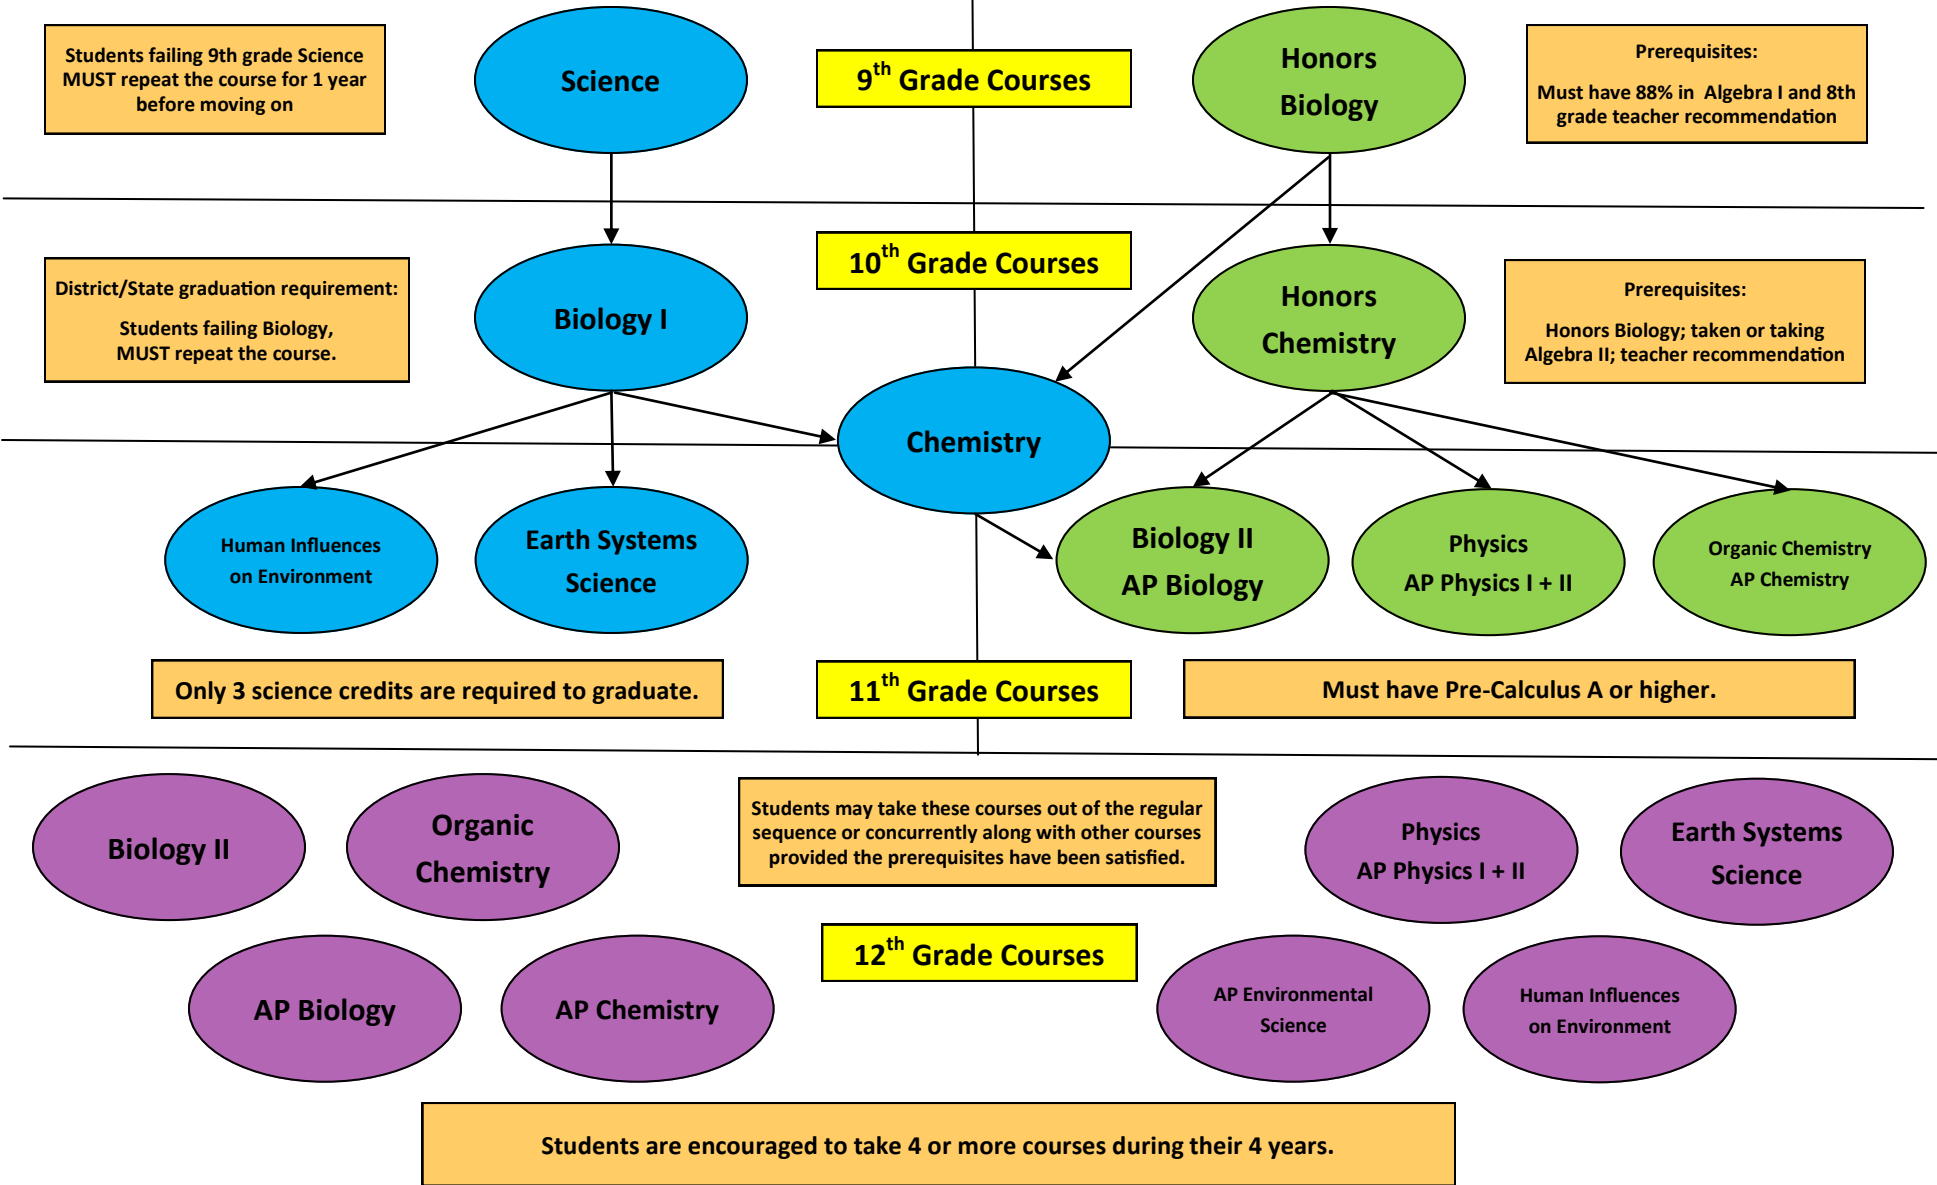 Students failing 9th grade Science
MUST repeat the course for 1 year
before moving on
Science
9th Grade Courses
Honors
Biology
Prerequisites:
Must have 88% in Algebra I and 8th
grade teacher recommendation
District/State graduation requirement:
Students failing Biology,
MUST repeat the course.
Biology I
10th Grade Courses
Honors
Chemistry
Prerequisites:
Honors Biology; taken or taking
Algebra II; teacher recommendation
Chemistry
Human Influences
on Environment
Earth Systems
Science
Biology II
AP Biology
Physics
AP Physics I + II
Organic Chemistry
AP Chemistry
Only 3 science credits are required to graduate.
11th Grade Courses
Must have Pre-Calculus A or higher.
Biology II
Organic
Chemistry
Students may take these courses out of the regular
sequence or concurrently along with other courses
provided the prerequisites have been satisfied.
Physics
AP Physics I + II
Earth Systems
Science
AP Biology
AP Chemistry
12th Grade Courses
AP Environmental
Science
Human Influences
on Environment
Students are encouraged to take 4 or more courses during their 4 years.